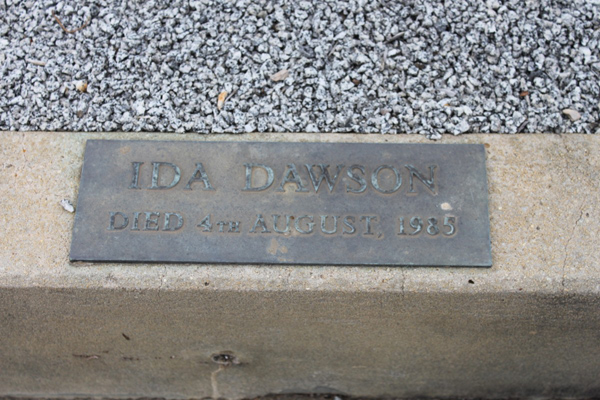 IDA DAWSON
DIED 4TH AUGUST, 1985